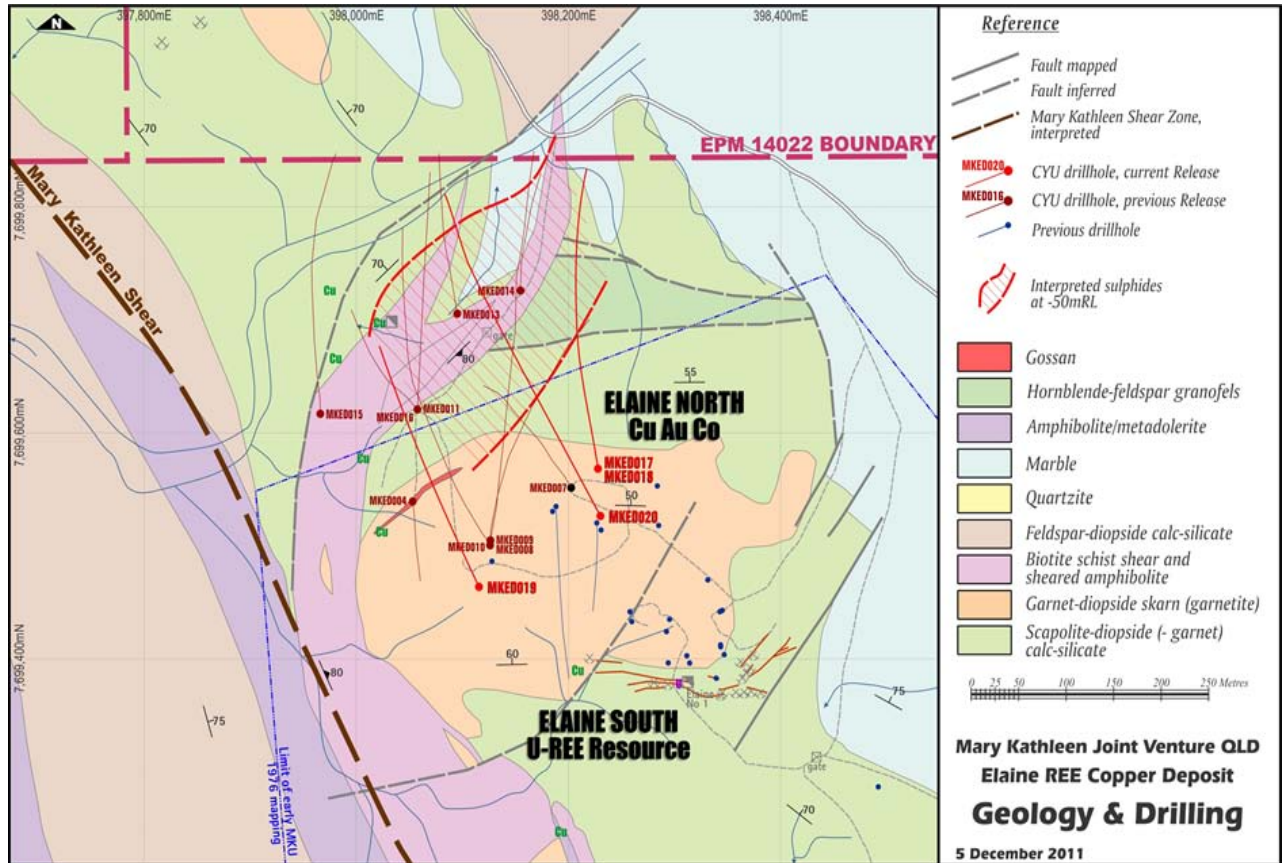 N
397,800mE
398,000mE
398,200mE
398,400mE
70
70
EPM 14022 BOUNDARY
Mary Kathleen Shear
7,699,800mN
70
Cu
MKED014
Cu
MKED013
gate
Cu
80
55
MKED015
MKED016
MKED011
ELAINE NORTH
Cu Au Co
7,699,600mN
Cu
MKED017
MKED018
MKED007
MKED004
50
MKED020
Cu
MKED009
MKED010
MKED008
MKED019
7,699,400mN
60
Cu
80
Elaine
No 1
75
75
ELAINE SOUTH
U-REE Resource
gate
Limit of early MKU
1976 mapping
70
Cu
Reference
Fault mapped
Fault inferred
Mary Kathleen Shear Zone,
interpreted
MKED020
CYU drillhole, current Release
MKED016
CYU drillhole, previous Release
Previous drillhole
Interpreted sulphides
at -50mRL
Gossan
Hornblende-feldspar granofels
Amphibolite/metadolerite
Marble
Quartzite
Feldspar-diopside calc-silicate
Biotite schist shear and
sheared amphibolite
Garnet-diopside skarn (garnetite)
Scapolite-diopside (- garnet)
calc-silicate
0 25 50 100 150 200 250 Metres
Mary Kathleen Joint Venture QLD
Elaine REE Copper Deposit
Geology & Drilling
5 December 2011